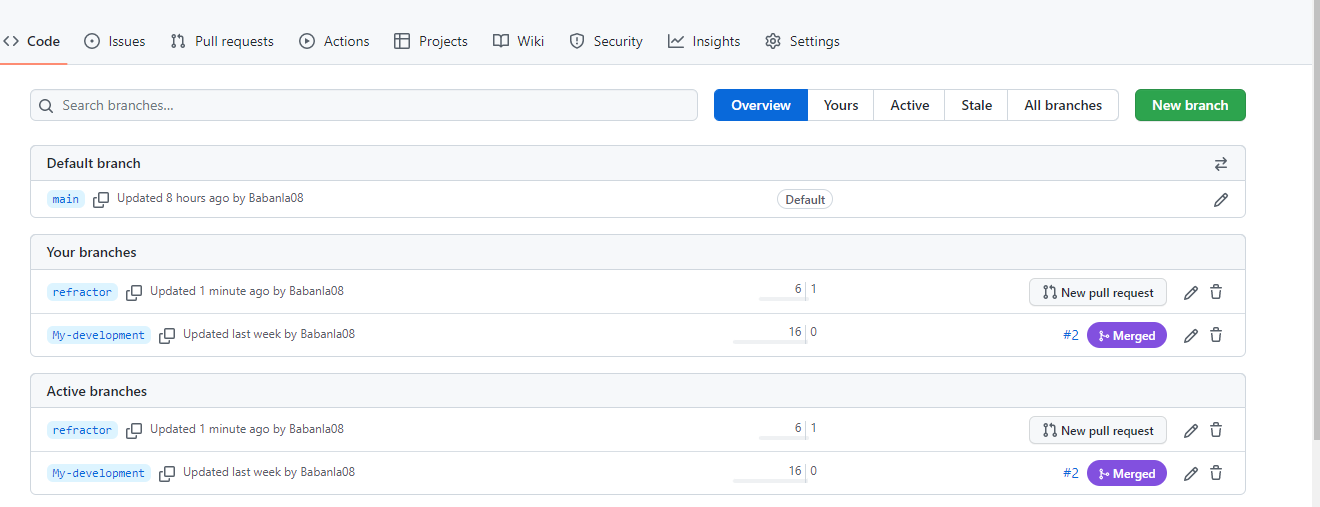 Code Issues Pull requests Actions Projects Wiki Security Insights Settings
Search branches... Overview Yours Active Stale All branches New branch
Default branch
main Updated 8 hours ago by Babanla08 Default
Your branches
refractor Updated 1 minute ago by Babanla08 6 1 New pull request
My-development Updated last week by Babanla08 16 0 #2 Merged
Active branches
refractor Updated 1 minute ago by Babanla08 6 1 New pull request
My-development Updated last week by Babanla08 16 0 #2 Merged